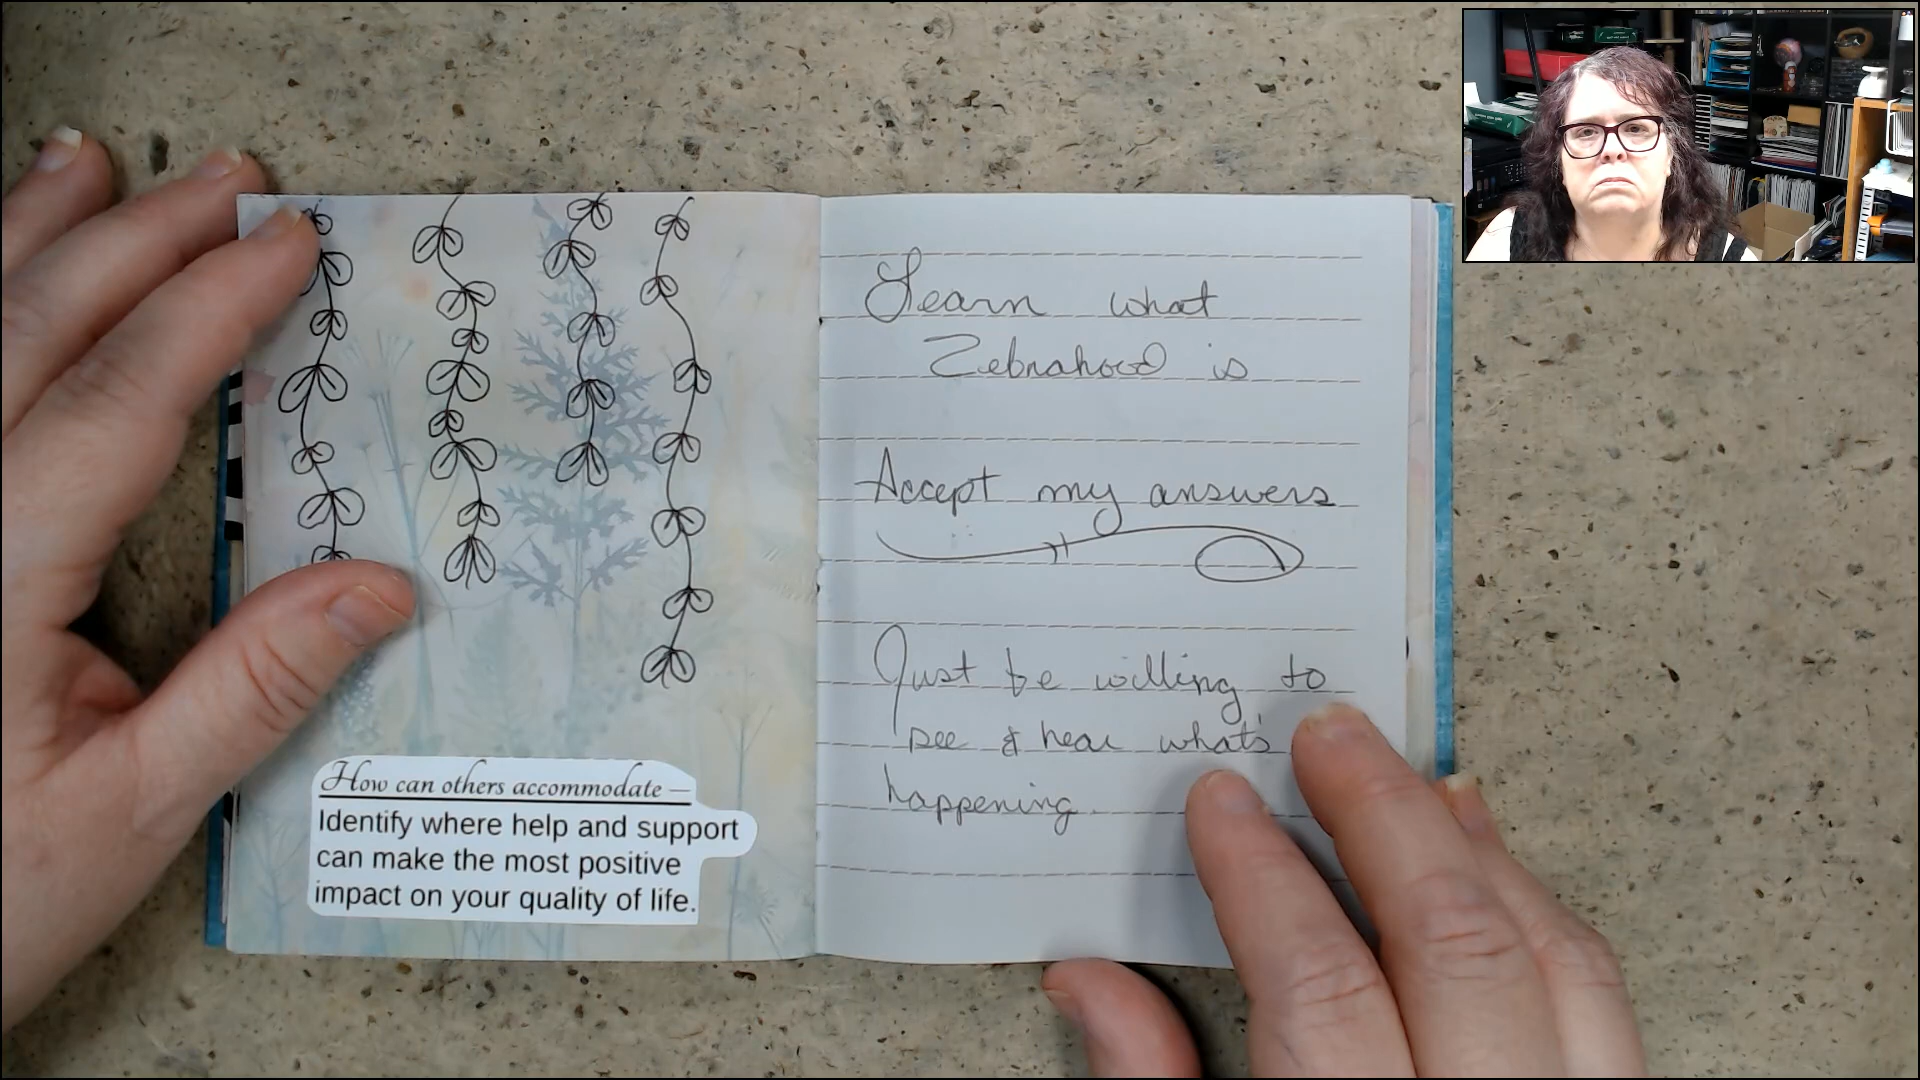 How can others accommodate —
Identify where help and support
can make the most positive
impact on your quality of life.
Learn what
Zebrahood is
Accept my answers
Just be willing to
see & hear what's
happening.